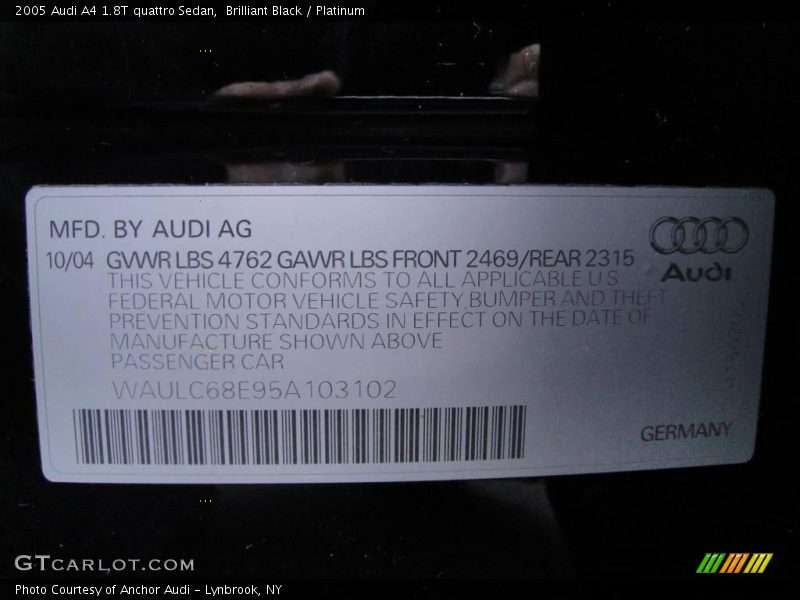 2005 Audi A4 1.8T quattro Sedan,  Brilliant Black / Platinum
MFD. BY AUDI AG
10/04 GVWR LBS 4762 GAWR LBS FRONT 2469/REAR 2315
THIS VEHICLE CONFORMS TO ALL APPLICABLE U S
FEDERAL MOTOR VEHICLE SAFETY, BUMPER AND THEFT
PREVENTION STANDARDS IN EFFECT ON THE DATE OF
MANUFACTURE SHOWN ABOVE
PASSENGER CAR
WAULC68E95A103102
Audi
GERMANY
GTCARLOT.COM
Photo Courtesy of Anchor Audi - Lynbrook, NY